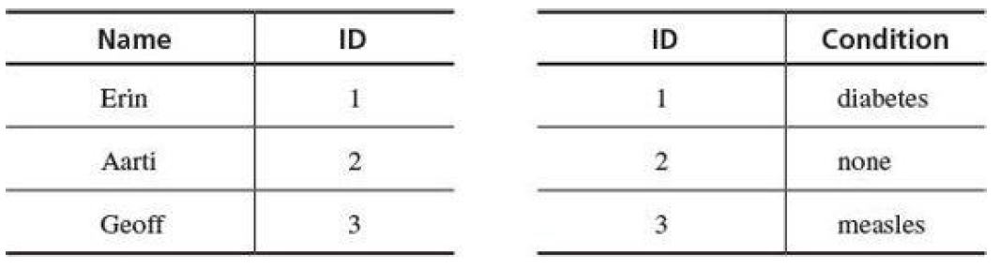 Name ID ID Condition
Erin 1 1 diabetes
Aarti 2 2 none
Geoff 3 3 measles